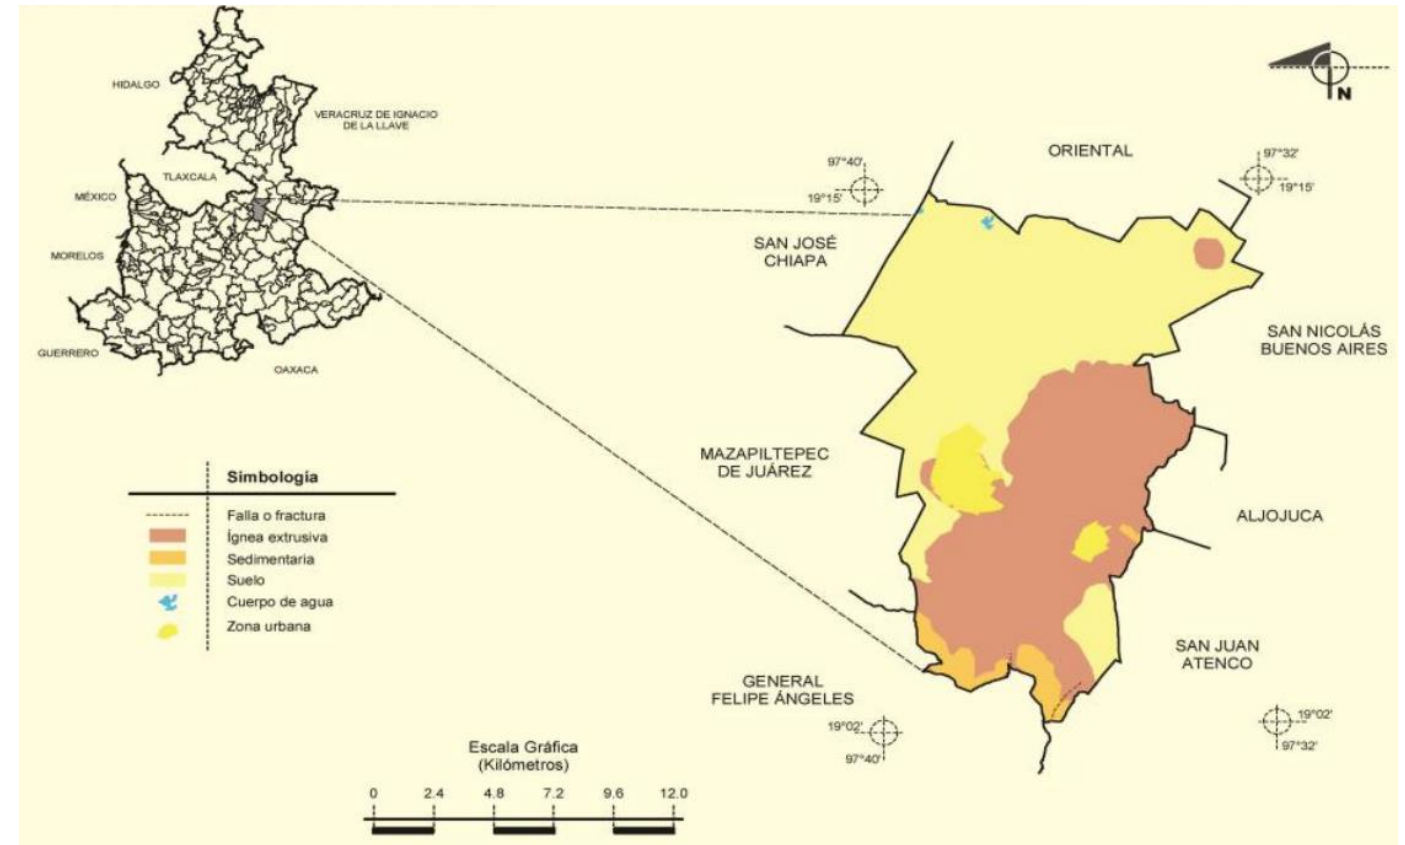 HIDALGO
VERACRUZ DE IGNACIO
DE LA LLAVE
TLAXCALA
MÉXICO
MORELOS
GUERRERO
OAXACA
N
ORIENTAL
97°40'
19°15'
97°32'
19°15'
SAN JOSÉ
CHIAPA
SAN NICOLÁS
BUENOS AIRES
MAZAPILTEPEC
DE JUÁREZ
ALJOJUCA
SAN JUAN
ATENCO
GENERAL
FELIPE ÁNGELES
19°02'
97°40'
19°02'
97°32'
Simbología
Falla o fractura
Ígnea extrusiva
Sedimentaria
Suelo
Cuerpo de agua
Zona urbana
Escala Gráfica
(Kilómetros)
0 2.4 4.8 7.2 9.6 12.0